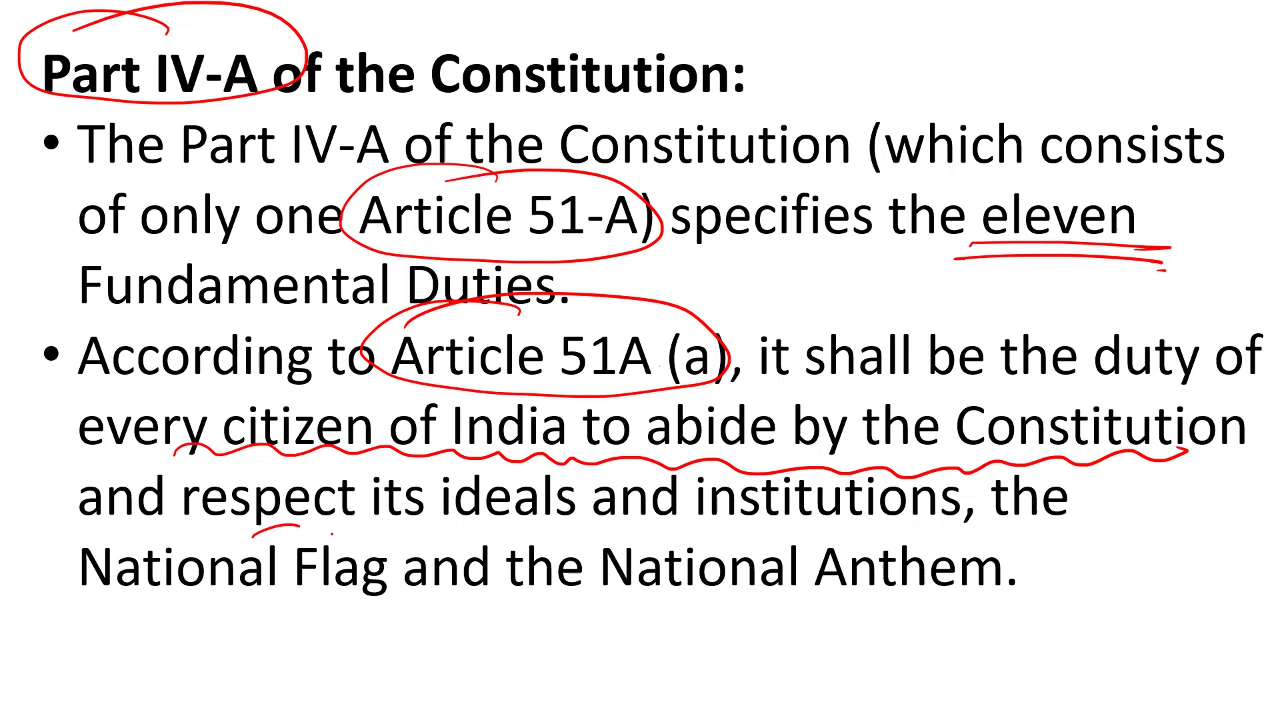 Part IV-A of the Constitution:
• The Part IV-A of the Constitution (which consists
of only one Article 51-A) specifies the eleven
Fundamental Duties.
• According to Article 51A (a), it shall be the duty of
every citizen of India to abide by the Constitution
and respect its ideals and institutions, the
National Flag and the National Anthem.